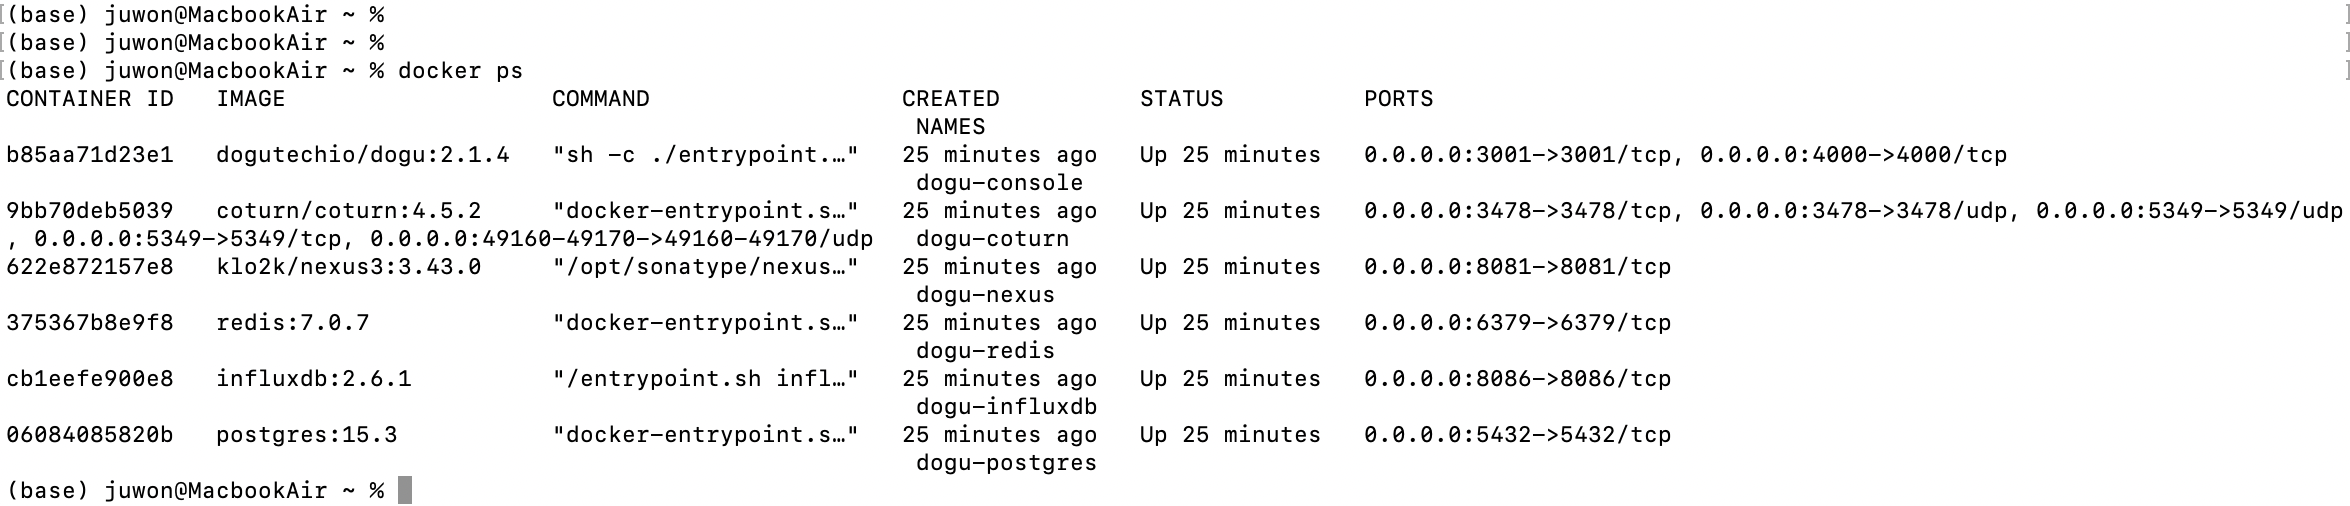 [(base) juwon@MacbookAir ~ % ]
[(base) juwon@MacbookAir ~ % ]
[(base) juwon@MacbookAir ~ % docker ps ]
CONTAINER ID   IMAGE                   COMMAND                  CREATED          STATUS          PORTS
NAMES
b85aa71d23e1   dogutechio/dogu:2.1.4   "sh -c ./entrypoint.…"   25 minutes ago   Up 25 minutes   0.0.0.0:3001->3001/tcp, 0.0.0.0:4000->4000/tcp
dogu-console
9bb70deb5039   coturn/coturn:4.5.2     "docker-entrypoint.s…"   25 minutes ago   Up 25 minutes   0.0.0.0:3478->3478/tcp, 0.0.0.0:3478->3478/udp, 0.0.0.0:5349->5349/udp
, 0.0.0.0:5349->5349/tcp, 0.0.0.0:49160-49170->49160-49170/udp   dogu-coturn
622e872157e8   klo2k/nexus3:3.43.0     "/opt/sonatype/nexus…"   25 minutes ago   Up 25 minutes   0.0.0.0:8081->8081/tcp
dogu-nexus
375367b8e9f8   redis:7.0.7             "docker-entrypoint.s…"   25 minutes ago   Up 25 minutes   0.0.0.0:6379->6379/tcp
dogu-redis
cb1eefe900e8   influxdb:2.6.1          "/entrypoint.sh infl…"   25 minutes ago   Up 25 minutes   0.0.0.0:8086->8086/tcp
dogu-influxdb
06084085820b   postgres:15.3           "docker-entrypoint.s…"   25 minutes ago   Up 25 minutes   0.0.0.0:5432->5432/tcp
dogu-postgres
(base) juwon@MacbookAir ~ %